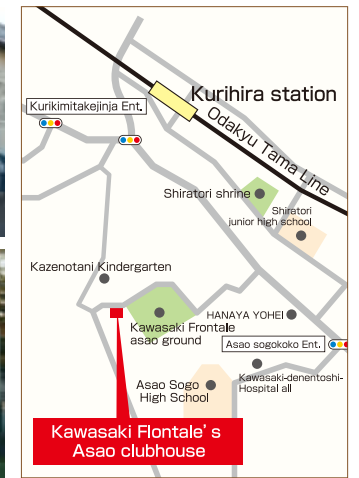 Kurihira station
Kurikimitakejinja Ent.
Odakyu Tama Line
Shiratori shrine
Shiratori
junior high school
Kazenotani Kindergarten
HANAYA YOHEI
Kawasaki Frontale
asao ground
Asao sogokoko Ent.
Kawasaki-denentoshi-
Hospital all
Asao Sogo
High School
Kawasaki Flontale's
Asao clubhouse